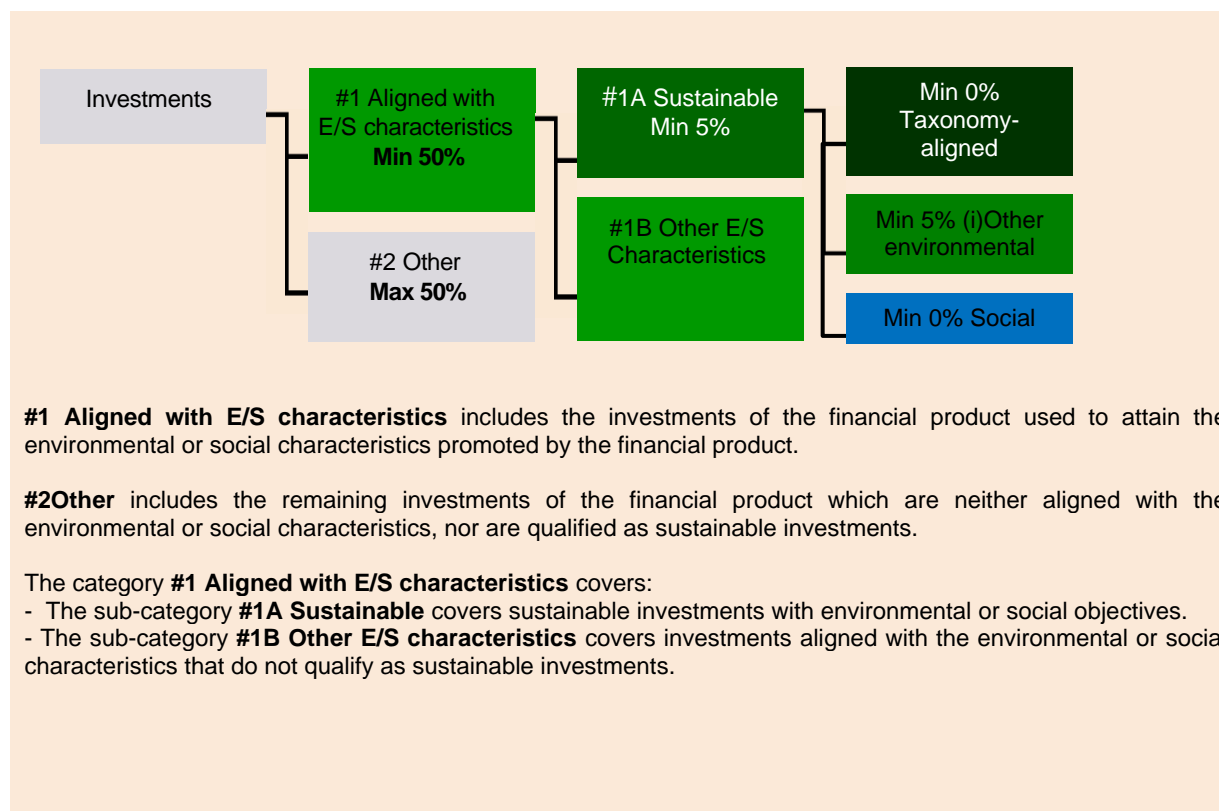 Investments
#1 Aligned with
E/S characteristics
Min 50%
#2 Other
Max 50%
#1A Sustainable
Min 5%
#1B Other E/S
Characteristics
Min 0%
Taxonomy-
aligned
Min 5% (i)Other
environmental
Min 0% Social
#1 Aligned with E/S characteristics includes the investments of the financial product used to attain the
environmental or social characteristics promoted by the financial product.
#2Other includes the remaining investments of the financial product which are neither aligned with the
environmental or social characteristics, nor are qualified as sustainable investments.
The category #1 Aligned with E/S characteristics covers:
- The sub-category #1A Sustainable covers sustainable investments with environmental or social objectives.
- The sub-category #1B Other E/S characteristics covers investments aligned with the environmental or social
characteristics that do not qualify as sustainable investments.